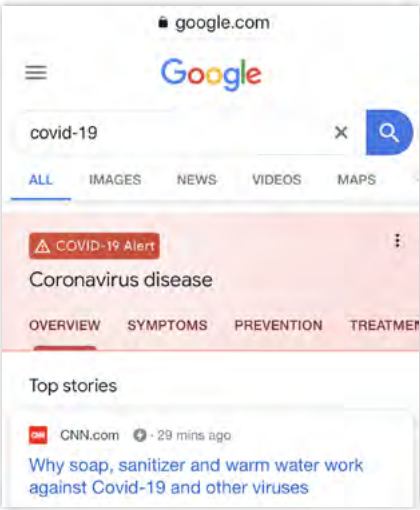 google.com
Google
covid-19
ALL IMAGES NEWS VIDEOS MAPS
COVID-19 Alert
Coronavirus disease
OVERVIEW SYMPTOMS PREVENTION TREATMEN
Top stories
CNN CNN.com · 29 mins ago
Why soap, sanitizer and warm water work
against Covid-19 and other viruses